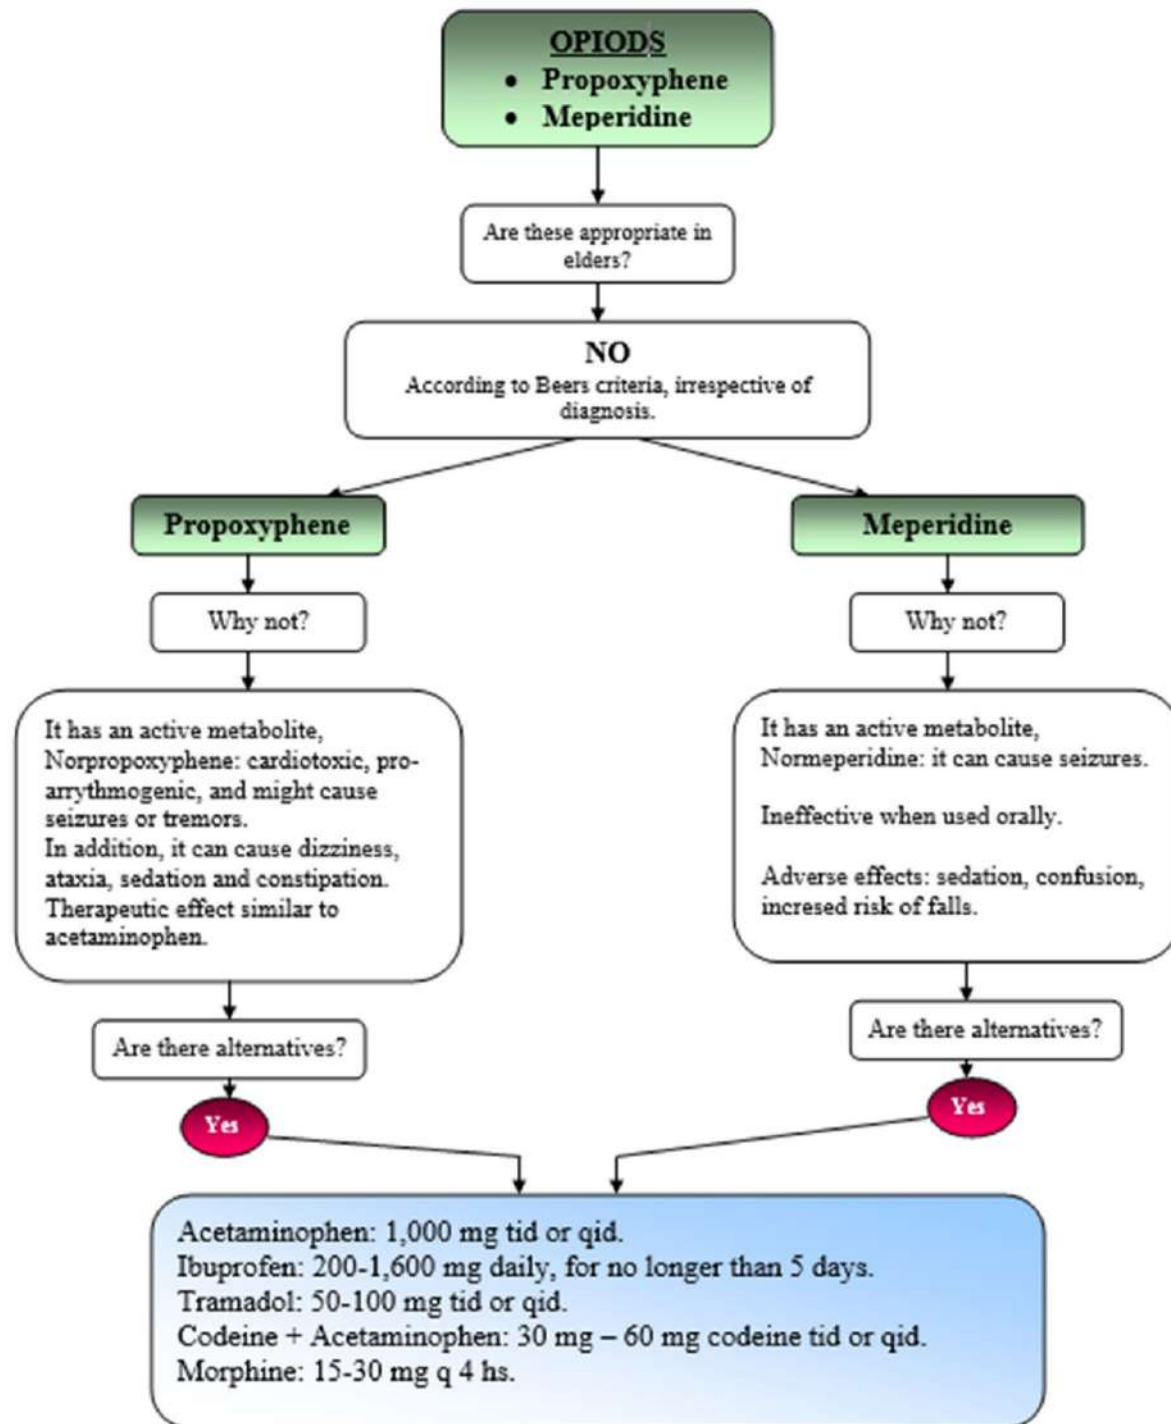 OPIODS
• Propoxyphene
• Meperidine
Are these appropriate in
elders?
NO
According to Beers criteria, irrespective of
diagnosis.
Propoxyphene
Why not?
It has an active metabolite,
Norpropoxyphene: cardiotoxic, pro-
arrythmogenic, and might cause
seizures or tremors.
In addition, it can cause dizziness,
ataxia, sedation and constipation.
Therapeutic effect similar to
acetaminophen.
Are there alternatives?
Yes
Meperidine
Why not?
It has an active metabolite,
Normeperidine: it can cause seizures.
Ineffective when used orally.
Adverse effects: sedation, confusion,
incresed risk of falls.
Are there alternatives?
Yes
Acetaminophen: 1,000 mg tid or qid.
Ibuprofen: 200-1,600 mg daily, for no longer than 5 days.
Tramadol: 50-100 mg tid or qid.
Codeine + Acetaminophen: 30 mg – 60 mg codeine tid or qid.
Morphine: 15-30 mg q 4 hs.